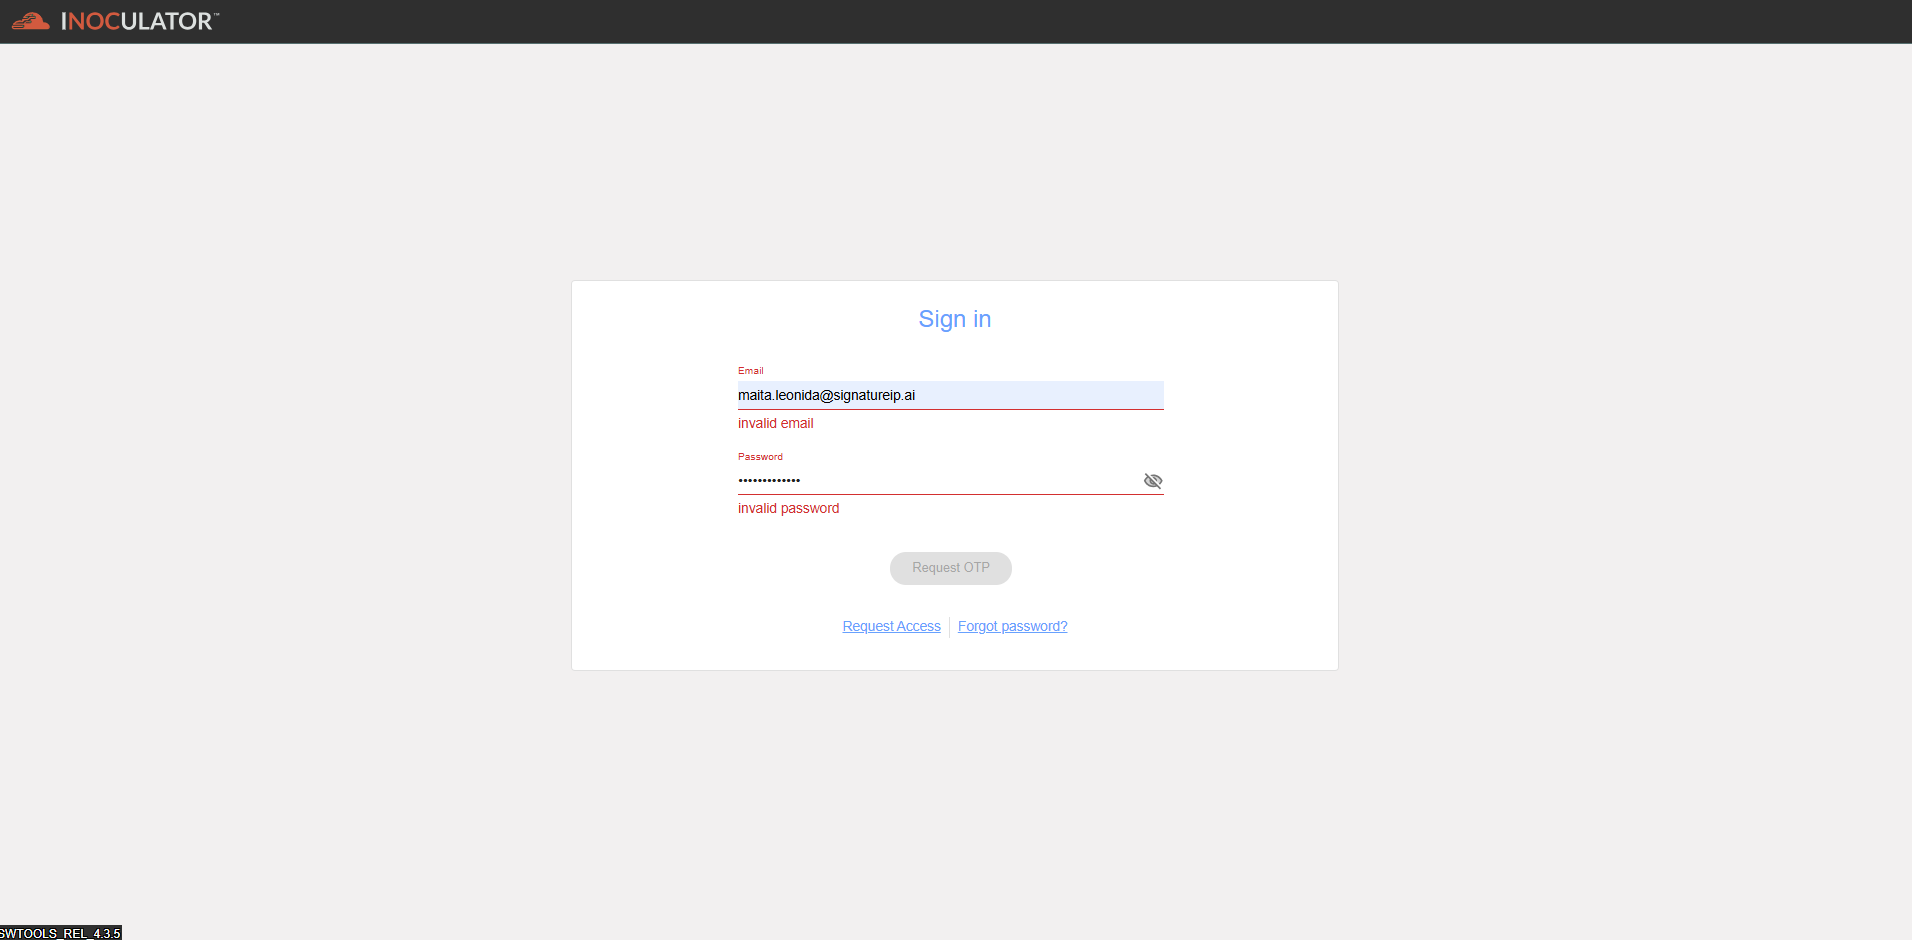 INOCULATOR™
Sign in
Email
maita.leonida@signatureip.ai
invalid email
Password
•••••••••••••
invalid password
Request OTP
Request Access Forgot password?
SWTOOLS_REL_4.3.5